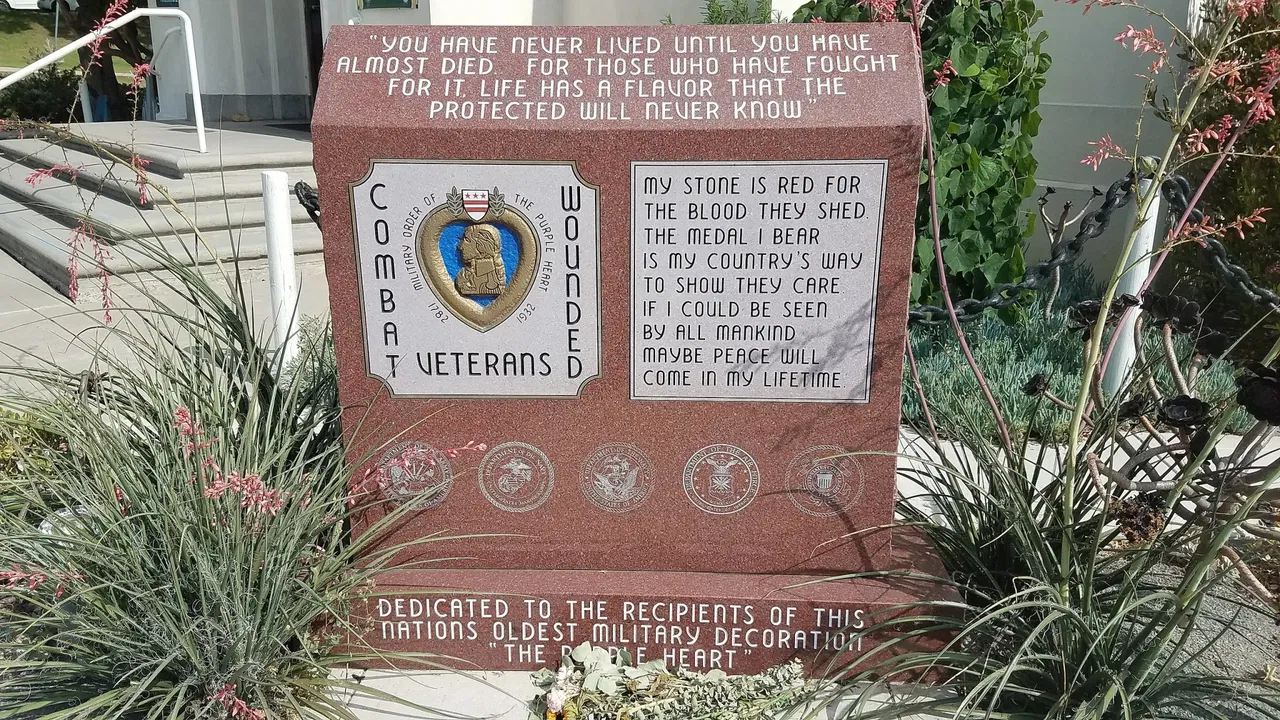 "YOU HAVE NEVER LIVED UNTIL YOU HAVE
ALMOST DIED. FOR THOSE WHO HAVE FOUGHT
FOR IT, LIFE HAS A FLAVOR THAT THE
PROTECTED WILL NEVER KNOW"
COMBAT
WOUNDED
MILITARY ORDER OF THE PURPLE HEART
1782 1932
VETERANS
MY STONE IS RED FOR
THE BLOOD THEY SHED.
THE MEDAL I BEAR
IS MY COUNTRY'S WAY
TO SHOW THEY CARE
IF I COULD BE SEEN
BY ALL MANKIND
MAYBE PEACE WILL
COME IN MY LIFETIME.
DEDICATED TO THE RECIPIENTS OF THIS
NATIONS OLDEST MILITARY DECORATION
"THE PURPLE HEART"